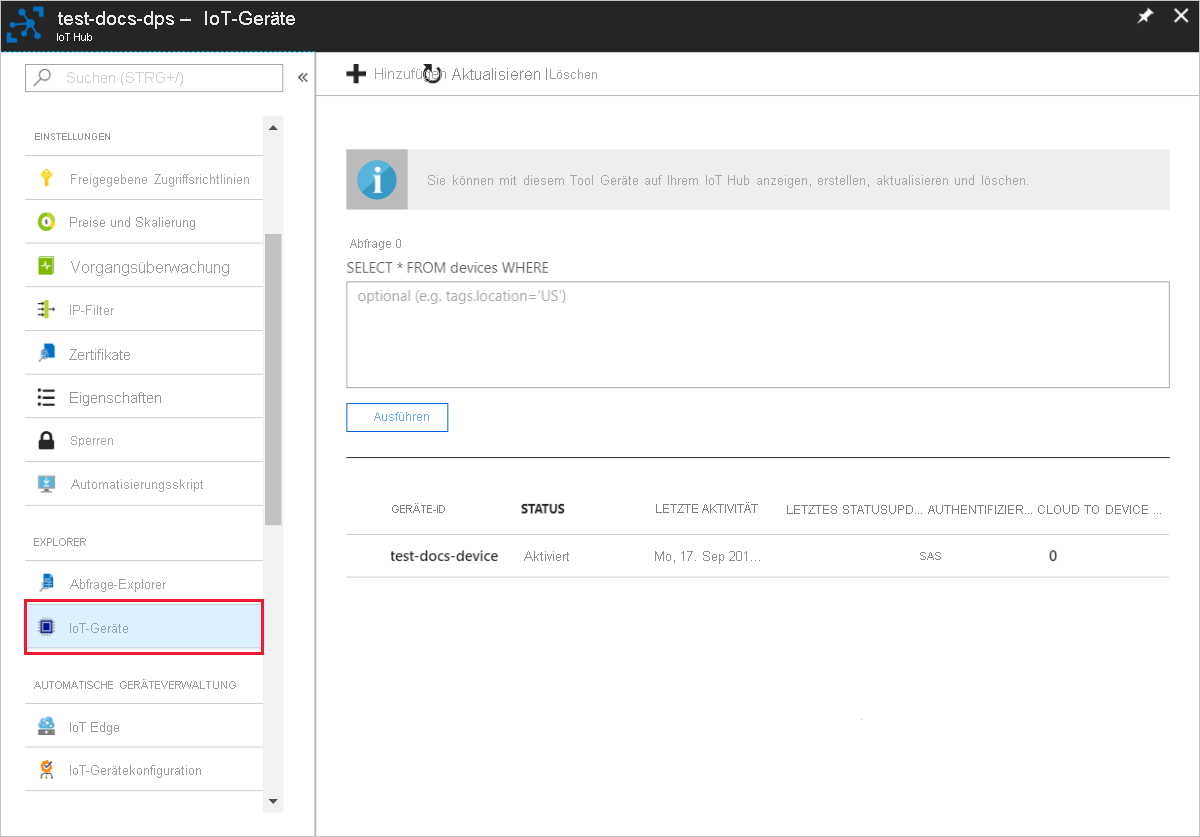 test-docs-dps – IoT-Geräte
IoT Hub
Suchen (STRG+/)
«
Hinzufügen Aktualisieren Löschen
EINSTELLUNGEN
Freigegebene Zugriffsrichtlinien
Preise und Skalierung
Vorgangsüberwachung
IP-Filter
Zertifikate
Eigenschaften
Sperren
Automatisierungsskript
EXPLORER
Abfrage-Explorer
IoT-Geräte
AUTOMATISCHE GERÄTEVERWALTUNG
IoT Edge
IoT-Gerätekonfiguration
Sie können mit diesem Tool Geräte auf Ihrem IoT Hub anzeigen, erstellen, aktualisieren und löschen.
Abfrage 0
SELECT * FROM devices WHERE
optional (e.g. tags.location='US')
Ausführen
GERÄTE-ID STATUS LETZTE AKTIVITÄT LETZTES STATUSUPD... AUTHENTIFIZIER... CLOUD TO DEVICE ...
test-docs-device Aktiviert Mo, 17. Sep 201... SAS 0